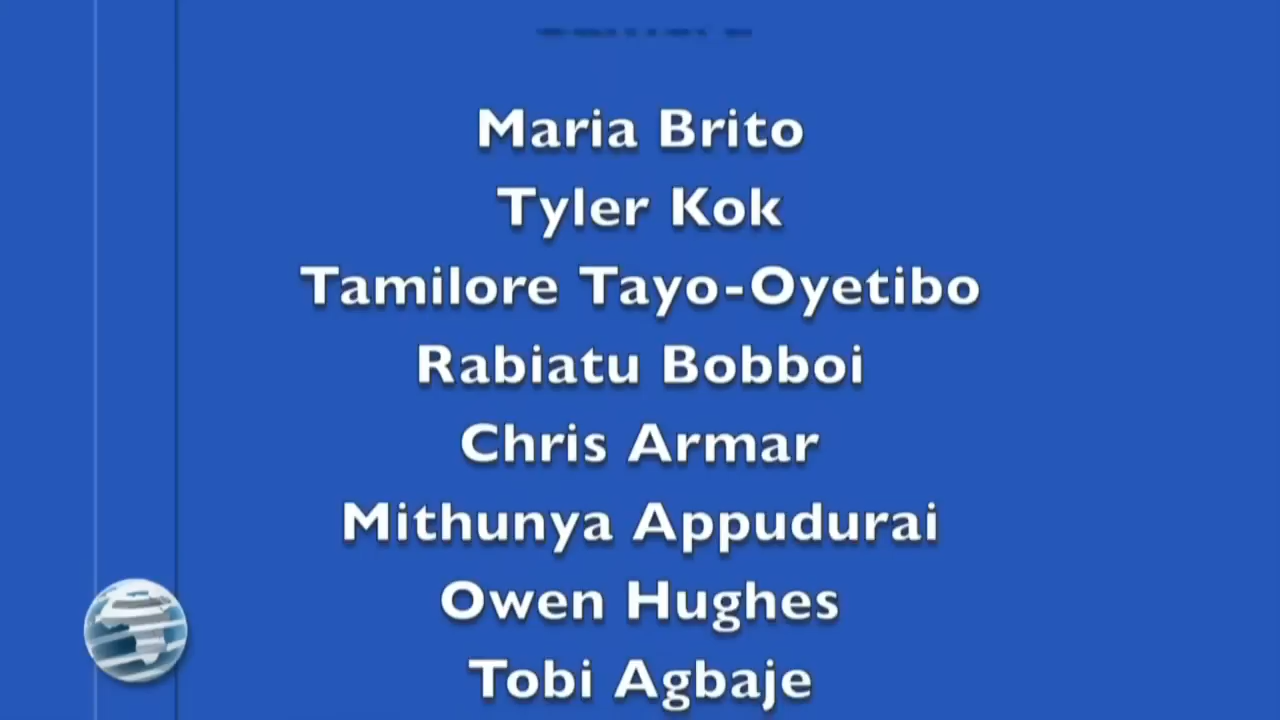 Maria Brito
Tyler Kok
Tamilore Tayo-Oyetibo
Rabiatu Bobboi
Chris Armar
Mithunya Appudurai
Owen Hughes
Tobi Agbaje